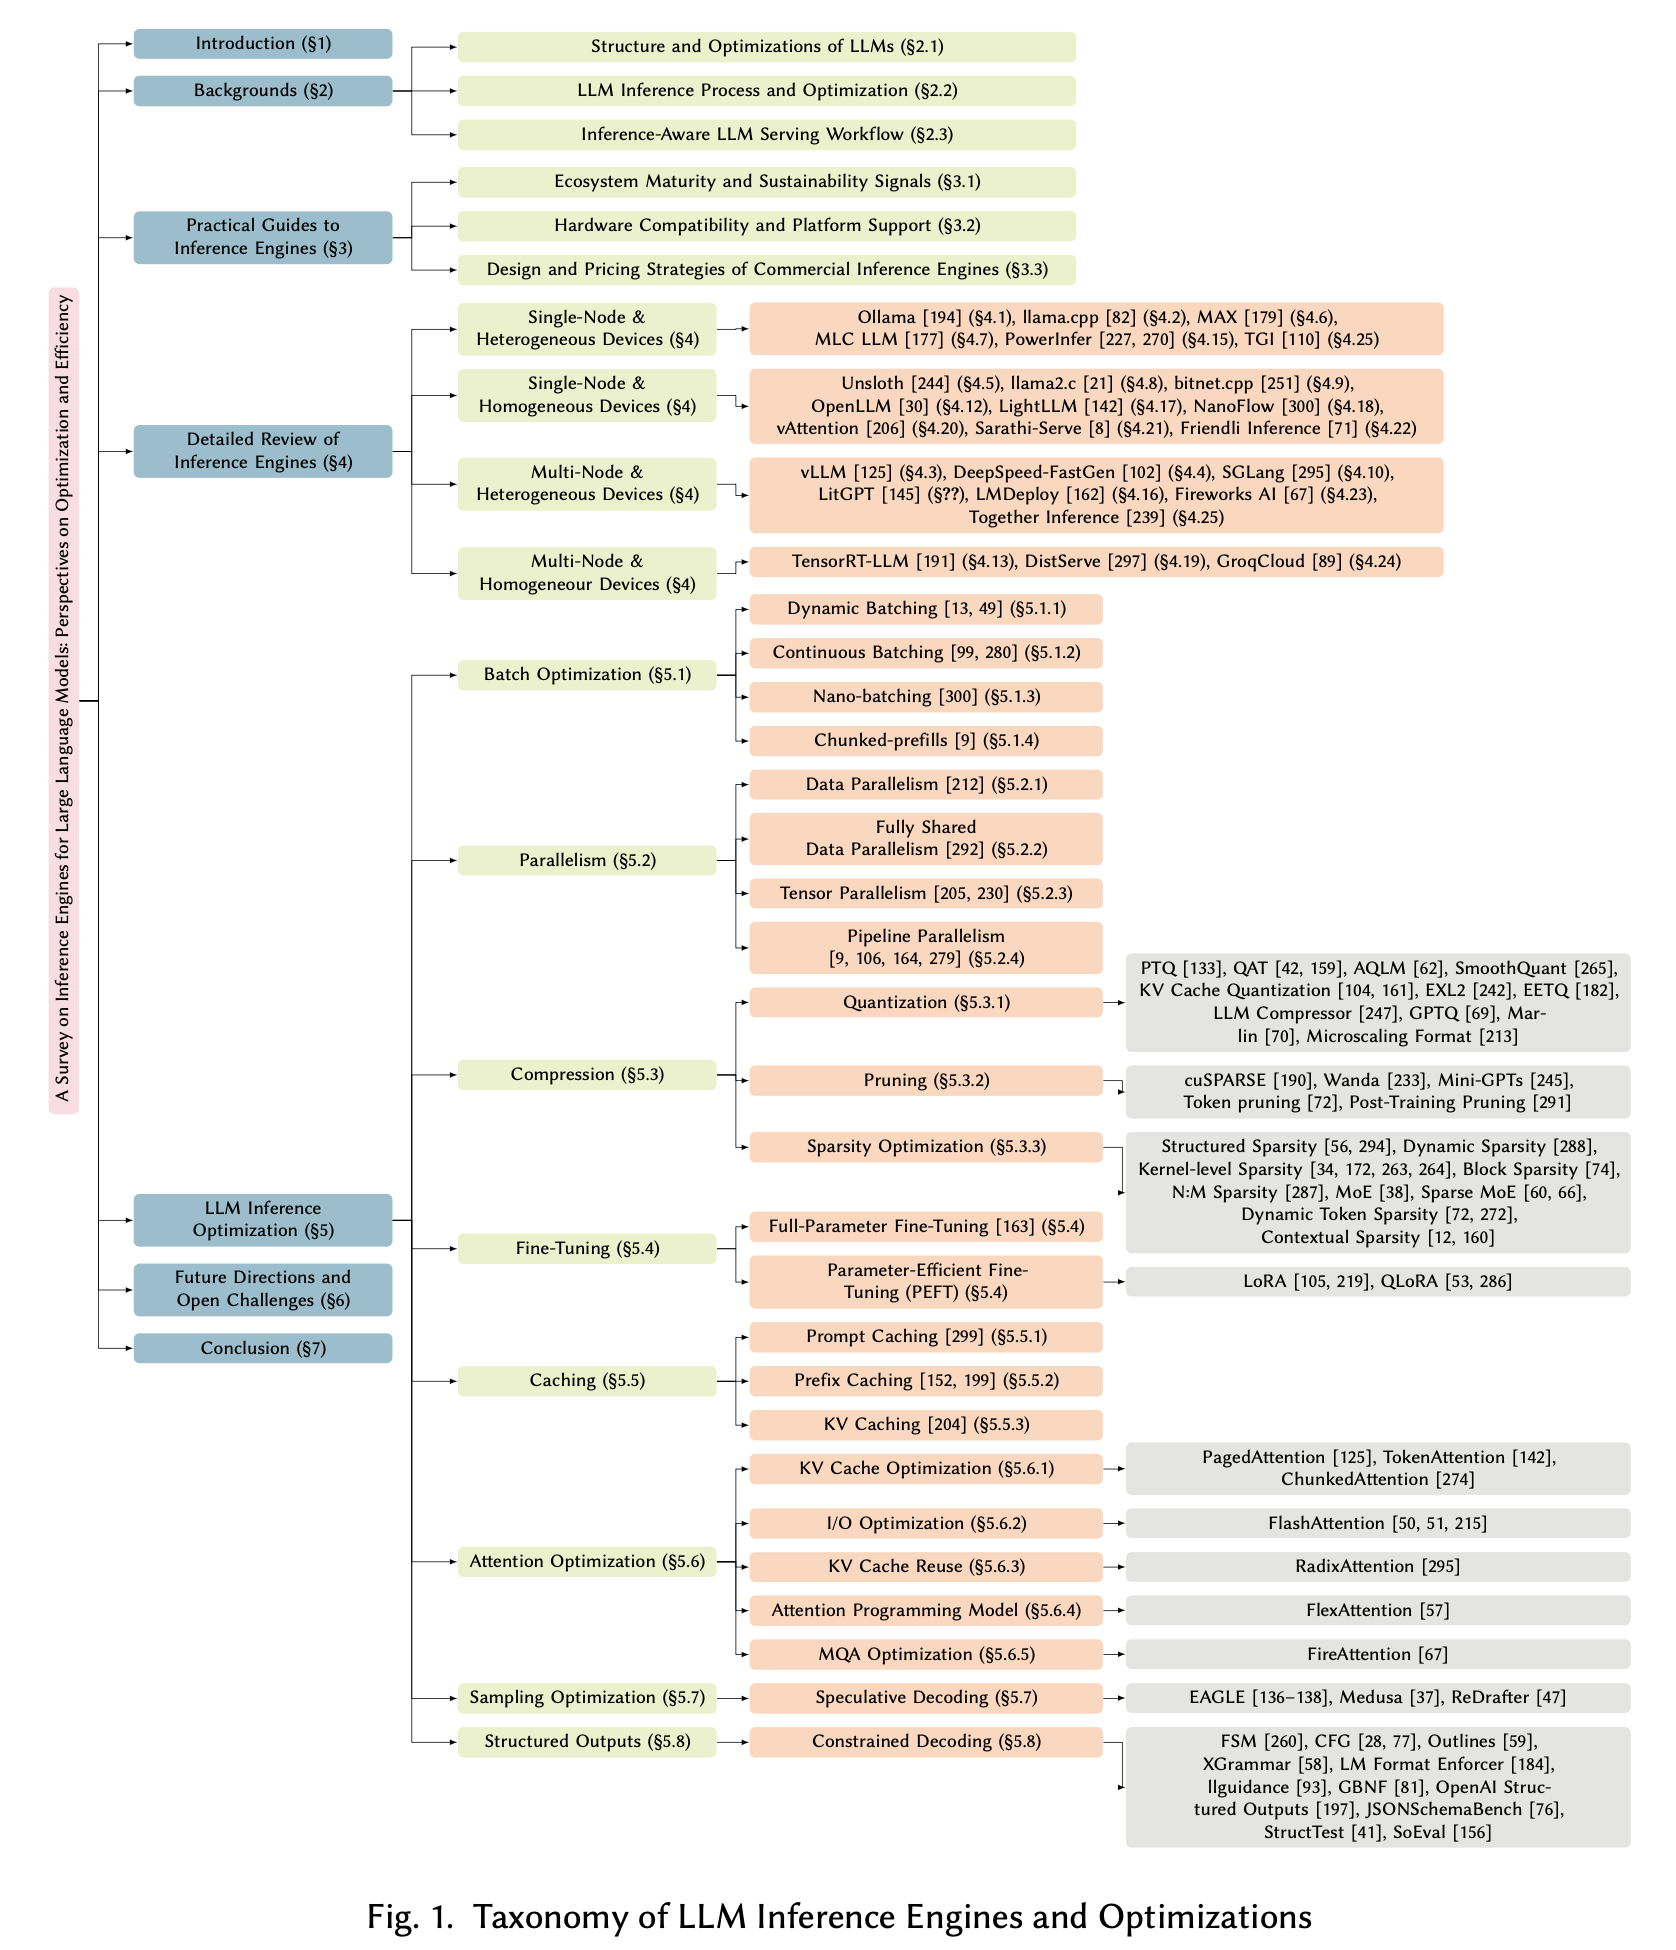 A Survey on Inference Engines for Large Language Models: Perspectives on Optimization and Efficiency
Introduction (§1)
Backgrounds (§2)
Structure and Optimizations of LLMs (§2.1)
LLM Inference Process and Optimization (§2.2)
Inference-Aware LLM Serving Workflow (§2.3)
Practical Guides to
Inference Engines (§3)
Ecosystem Maturity and Sustainability Signals (§3.1)
Hardware Compatibility and Platform Support (§3.2)
Design and Pricing Strategies of Commercial Inference Engines (§3.3)
Detailed Review of
Inference Engines (§4)
Single-Node &
Heterogeneous Devices (§4)
Ollama [194] (§4.1), llama.cpp [82] (§4.2), MAX [179] (§4.6),
MLC LLM [177] (§4.7), PowerInfer [227, 270] (§4.15), TGI [110] (§4.25)
Single-Node &
Homogeneous Devices (§4)
Unsloth [244] (§4.5), llama2.c [21] (§4.8), bitnet.cpp [251] (§4.9),
OpenLLM [30] (§4.12), LightLLM [142] (§4.17), NanoFlow [300] (§4.18),
vAttention [206] (§4.20), Sarathi-Serve [8] (§4.21), Friendli Inference [71] (§4.22)
Multi-Node &
Heterogeneous Devices (§4)
vLLM [125] (§4.3), DeepSpeed-FastGen [102] (§4.4), SGLang [295] (§4.10),
LitGPT [145] (§??), LMDeploy [162] (§4.16), Fireworks AI [67] (§4.23),
Together Inference [239] (§4.25)
Multi-Node &
Homogeneour Devices (§4)
TensorRT-LLM [191] (§4.13), DistServe [297] (§4.19), GroqCloud [89] (§4.24)
LLM Inference
Optimization (§5)
Batch Optimization (§5.1)
Dynamic Batching [13, 49] (§5.1.1)
Continuous Batching [99, 280] (§5.1.2)
Nano-batching [300] (§5.1.3)
Chunked-prefills [9] (§5.1.4)
Parallelism (§5.2)
Data Parallelism [212] (§5.2.1)
Fully Shared
Data Parallelism [292] (§5.2.2)
Tensor Parallelism [205, 230] (§5.2.3)
Pipeline Parallelism
[9, 106, 164, 279] (§5.2.4)
Compression (§5.3)
Quantization (§5.3.1)
PTQ [133], QAT [42, 159], AQLM [62], SmoothQuant [265],
KV Cache Quantization [104, 161], EXL2 [242], EETQ [182],
LLM Compressor [247], GPTQ [69], Mar-
lin [70], Microscaling Format [213]
Pruning (§5.3.2)
cuSPARSE [190], Wanda [233], Mini-GPTs [245],
Token pruning [72], Post-Training Pruning [291]
Sparsity Optimization (§5.3.3)
Structured Sparsity [56, 294], Dynamic Sparsity [288],
Kernel-level Sparsity [34, 172, 263, 264], Block Sparsity [74],
N:M Sparsity [287], MoE [38], Sparse MoE [60, 66],
Dynamic Token Sparsity [72, 272],
Contextual Sparsity [12, 160]
Fine-Tuning (§5.4)
Full-Parameter Fine-Tuning [163] (§5.4)
Parameter-Efficient Fine-
Tuning (PEFT) (§5.4)
LoRA [105, 219], QLoRA [53, 286]
Caching (§5.5)
Prompt Caching [299] (§5.5.1)
Prefix Caching [152, 199] (§5.5.2)
KV Caching [204] (§5.5.3)
Attention Optimization (§5.6)
KV Cache Optimization (§5.6.1)
PagedAttention [125], TokenAttention [142],
ChunkedAttention [274]
I/O Optimization (§5.6.2)
FlashAttention [50, 51, 215]
KV Cache Reuse (§5.6.3)
RadixAttention [295]
Attention Programming Model (§5.6.4)
FlexAttention [57]
MQA Optimization (§5.6.5)
FireAttention [67]
Sampling Optimization (§5.7)
Speculative Decoding (§5.7)
EAGLE [136–138], Medusa [37], ReDrafter [47]
Structured Outputs (§5.8)
Constrained Decoding (§5.8)
FSM [260], CFG [28, 77], Outlines [59],
XGrammar [58], LM Format Enforcer [184],
llguidance [93], GBNF [81], OpenAI Struc-
tured Outputs [197], JSONSchemaBench [76],
StructTest [41], SoEval [156]
Future Directions and
Open Challenges (§6)
Conclusion (§7)
Fig. 1. Taxonomy of LLM Inference Engines and Optimizations